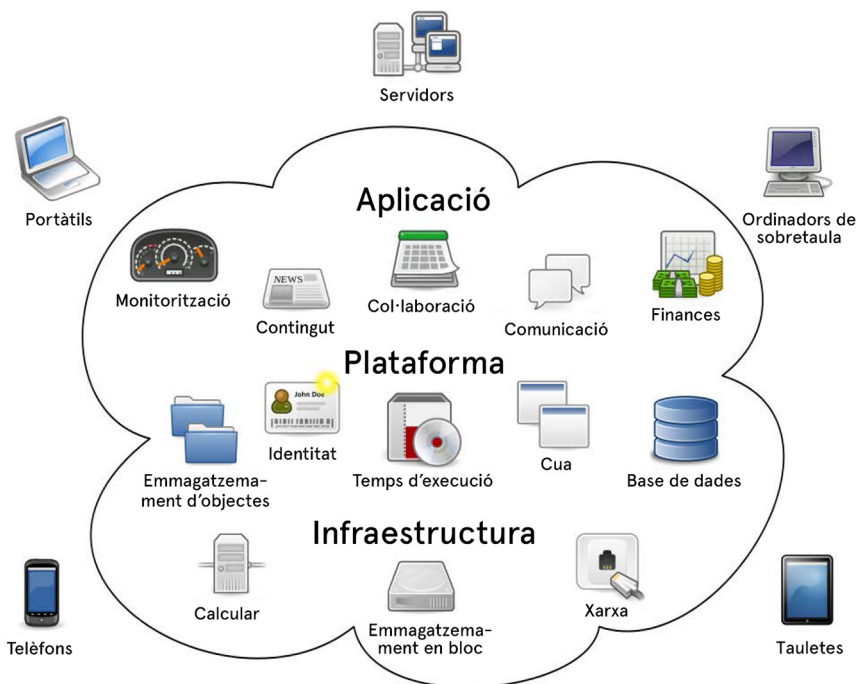 Servidors
Portàtils
Ordinadors de
sobretaula
Aplicació
Monitorització
NEWS
Contingut
Col·laboració
Comunicació
Finances
Plataforma
John Doe
Emmagatzema-
ment d'objectes
Identitat
Temps d'execució
Cua
Base de dades
Infraestructura
Calcular
Emmagatzema-
ment en bloc
Xarxa
Telèfons
Tauletes